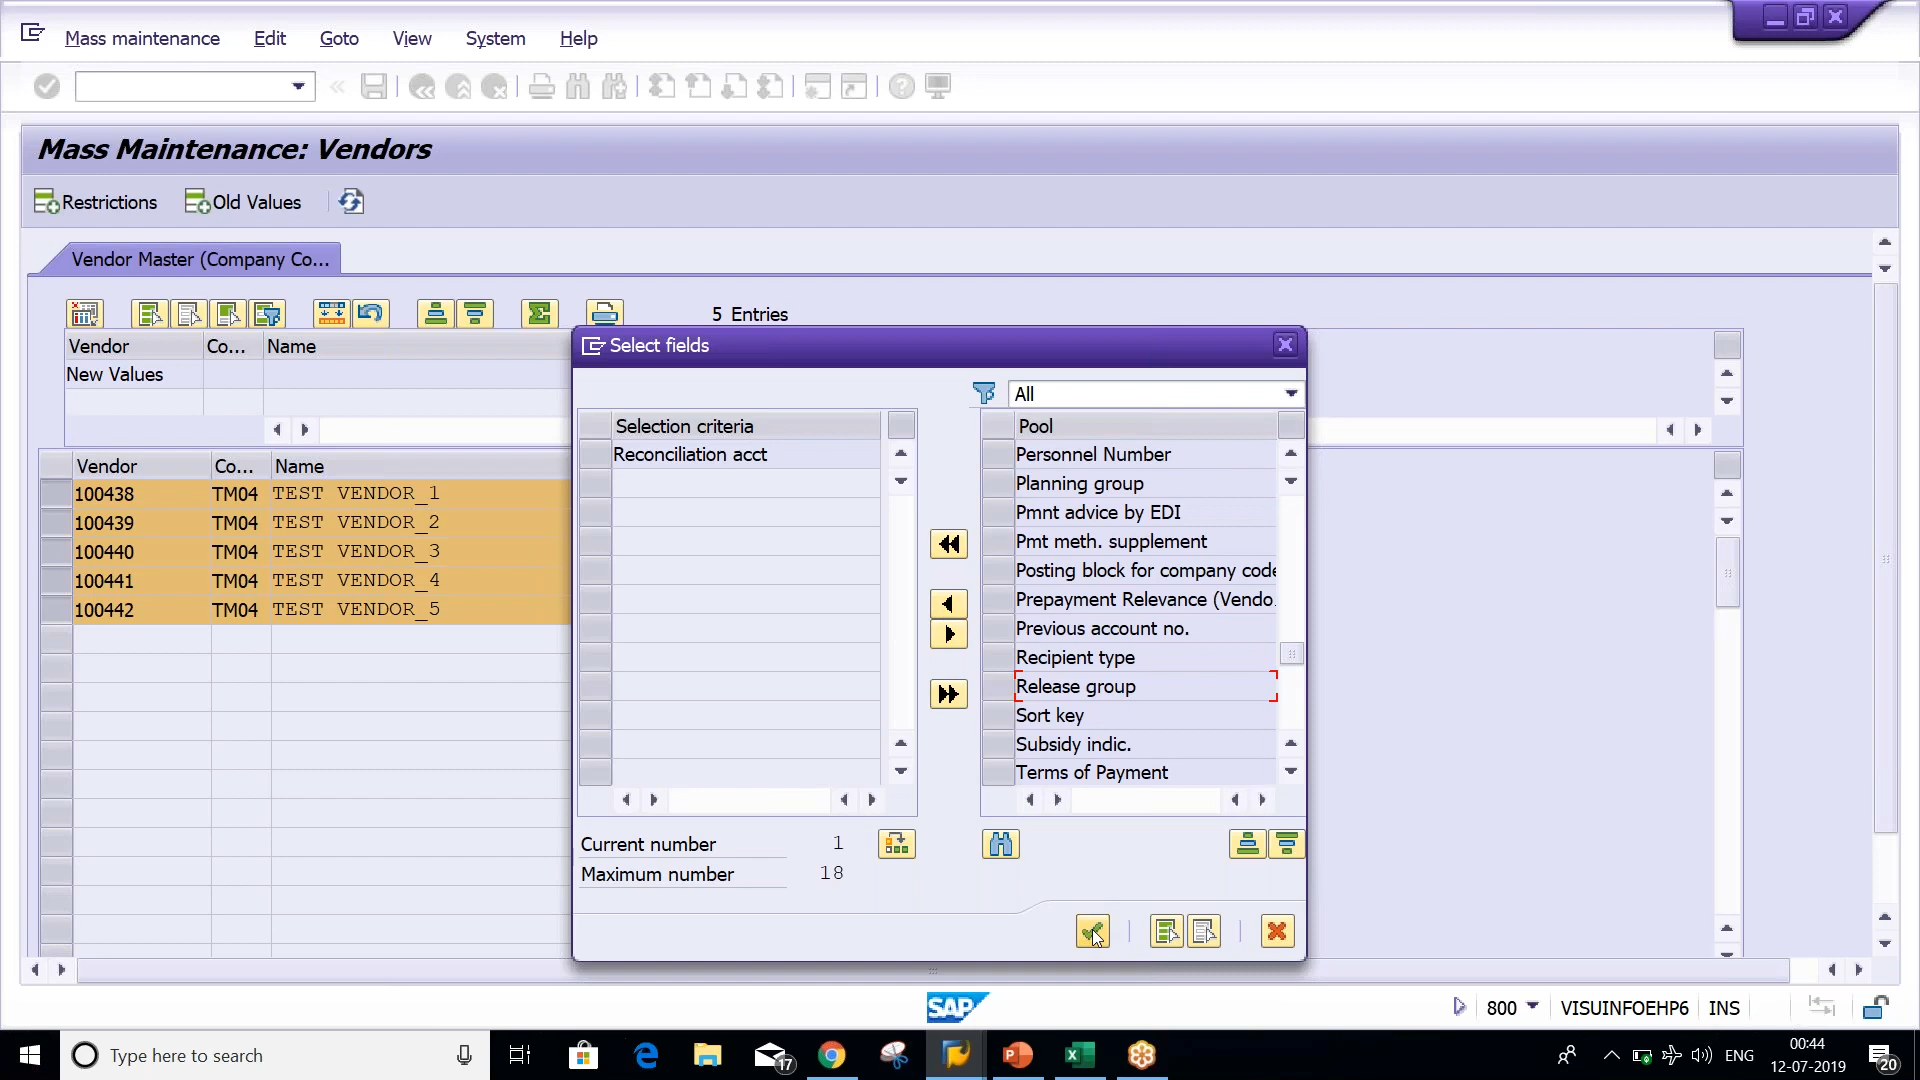 Mass maintenance Edit Goto View System Help
Mass Maintenance: Vendors
Restrictions Old Values
Vendor Master (Company Co...
5 Entries
Vendor Co... Name
New Values
Vendor Co... Name
100438 TM04 TEST VENDOR_1
100439 TM04 TEST VENDOR_2
100440 TM04 TEST VENDOR_3
100441 TM04 TEST VENDOR_4
100442 TM04 TEST VENDOR_5
Select fields
All
Selection criteria
Reconciliation acct
Pool
Personnel Number
Planning group
Pmnt advice by EDI
Pmt meth. supplement
Posting block for company code
Prepayment Relevance (Vendo.
Previous account no.
Recipient type
Release group
Sort key
Subsidy indic.
Terms of Payment
Current number 1
Maximum number 18
SAP
800 VISUINFOEHP6 INS
Type here to search
17
ENG
00:44
12-07-2019
20